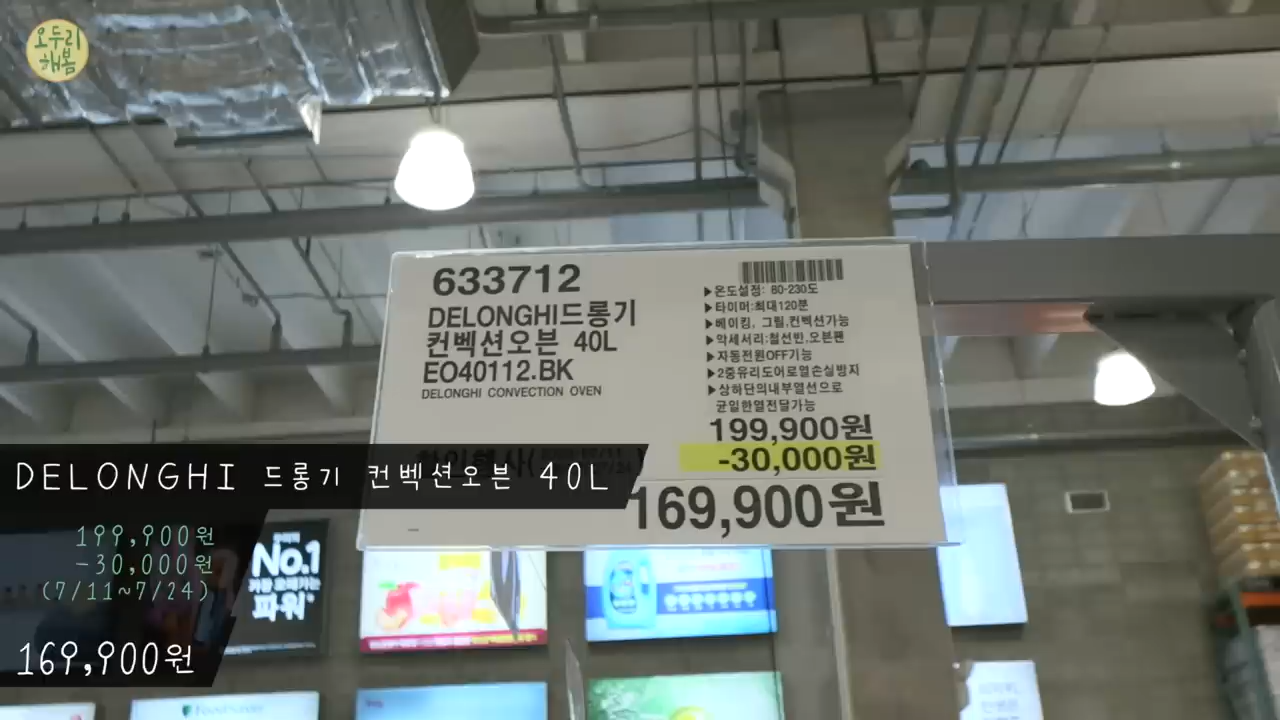 오두리
해봄
633712
DELONGHI드롱기
컨벡션오븐 40L
EO40112.BK
DELONGHI CONVECTION OVEN
▶온도설정: 80-230도
▶타이머:최대120분
▶베이킹, 그릴,컨벡션가능
▶악세서리:철선반,오븐팬
▶자동전원OFF기능
▶2중유리도어로열손실방지
▶상하단의내부열선으로
균일한열전달가능
199,900원
-30,000원
169,900원
DELONGHI 드롱기 컨벡션오븐 40L
199,900원
-30,000원
(7/11~7/24)
169,900원
No.1
파워
FoodSaver